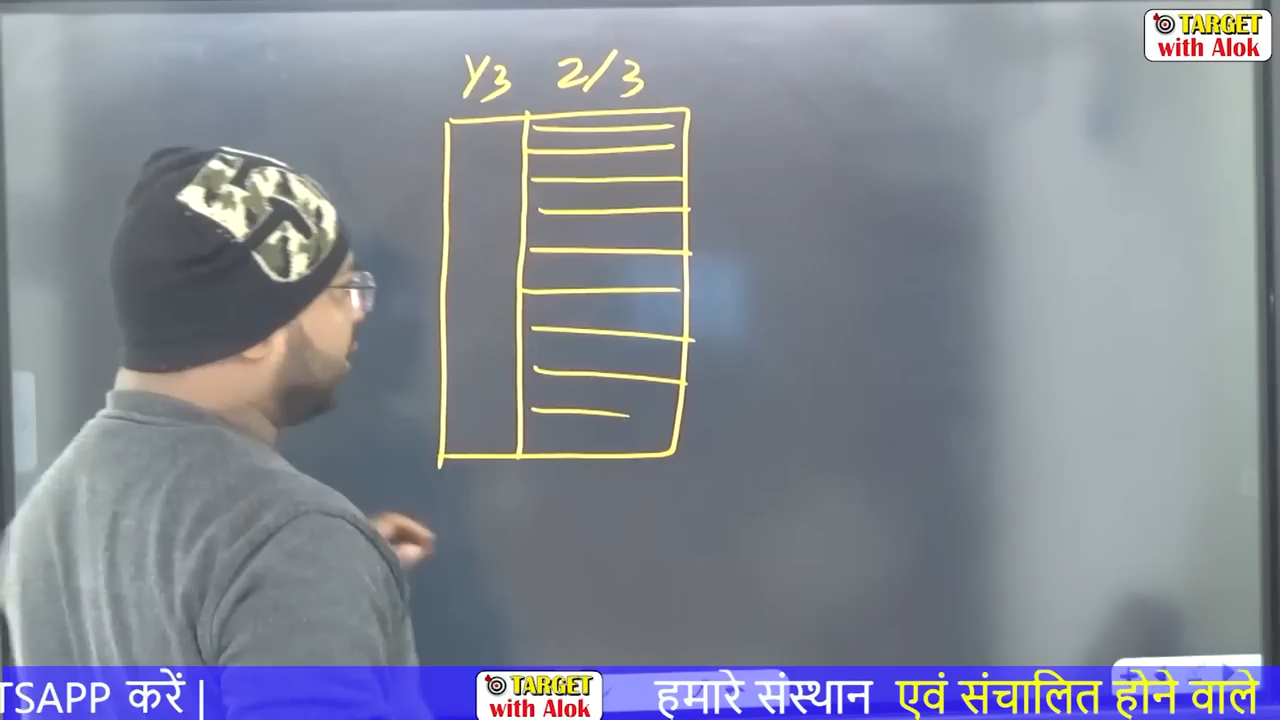 TARGET
with Alok
1/3 2/3
TSAPP करें |
TARGET
with Alok
हमारे संस्थान एवं संचालित होने वाले